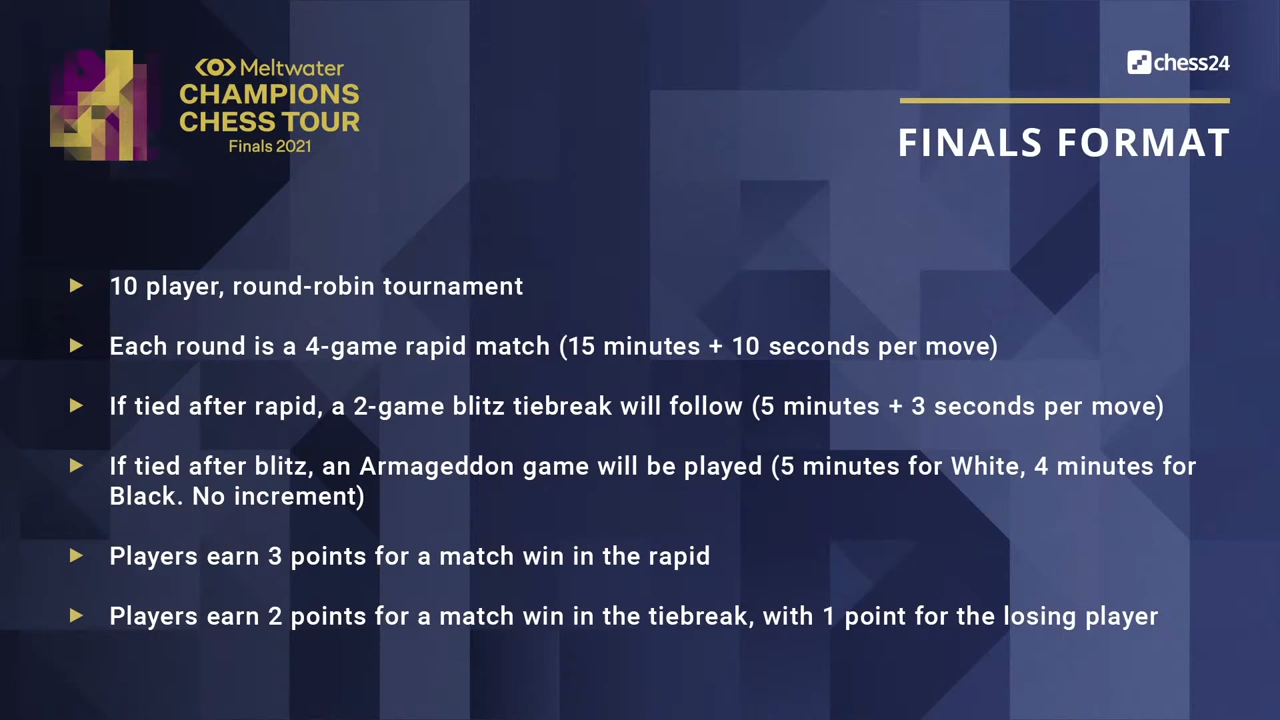 Meltwater
CHAMPIONS
CHESS TOUR
Finals 2021
chess24
FINALS FORMAT
10 player, round-robin tournament
Each round is a 4-game rapid match (15 minutes + 10 seconds per move)
If tied after rapid, a 2-game blitz tiebreak will follow (5 minutes + 3 seconds per move)
If tied after blitz, an Armageddon game will be played (5 minutes for White, 4 minutes for
Black. No increment)
Players earn 3 points for a match win in the rapid
Players earn 2 points for a match win in the tiebreak, with 1 point for the losing player